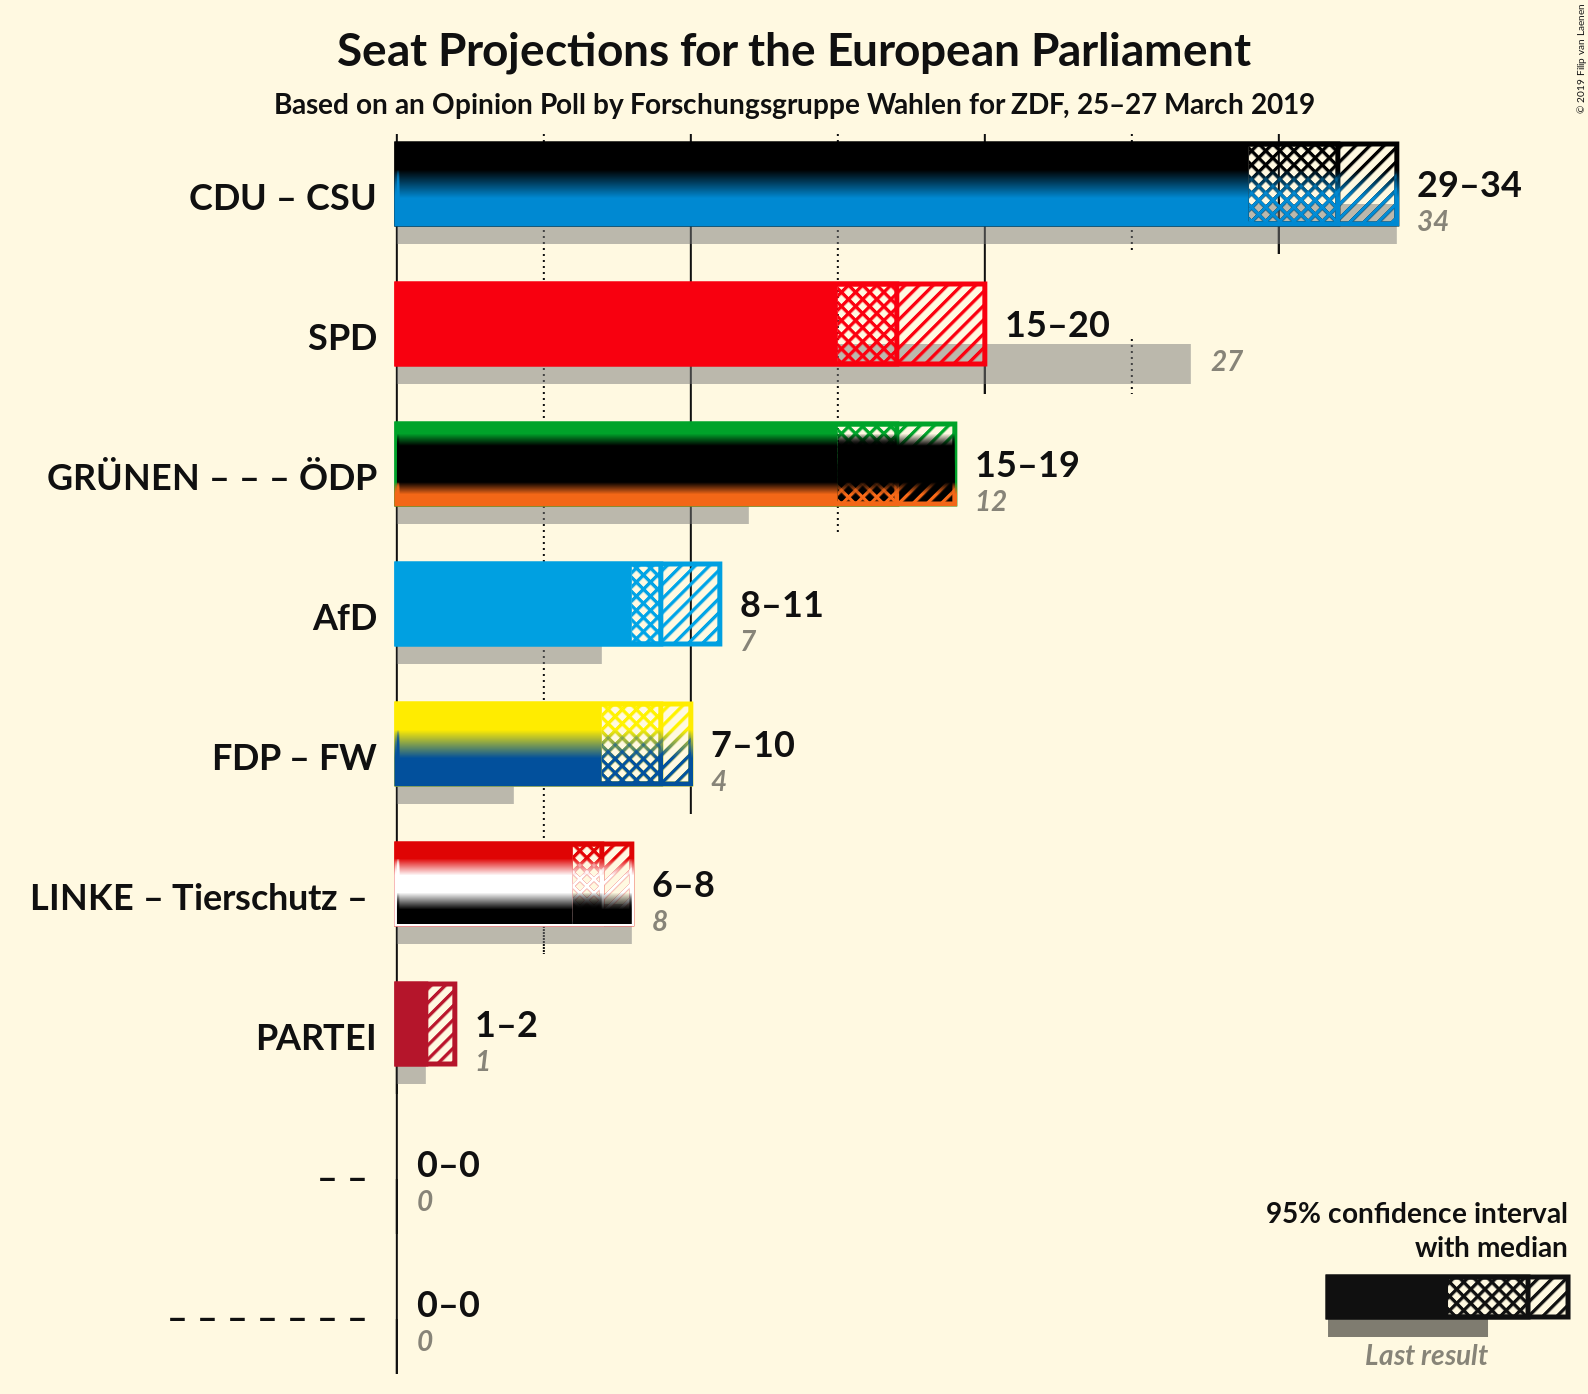 Seat Projections for the European Parliament
Based on an Opinion Poll by Forschungsgruppe Wahlen for ZDF, 25–27 March 2019
© 2019 Filip van Laenen
CDU – CSU
29–34
34
SPD
15–20
27
GRÜNEN – – – ÖDP
15–19
12
AfD
8–11
7
FDP – FW
7–10
4
LINKE – Tierschutz –
6–8
8
PARTEI
1–2
1
– –
0–0
0
– – – – – – –
0–0
0
95% confidence interval
with median
Last result